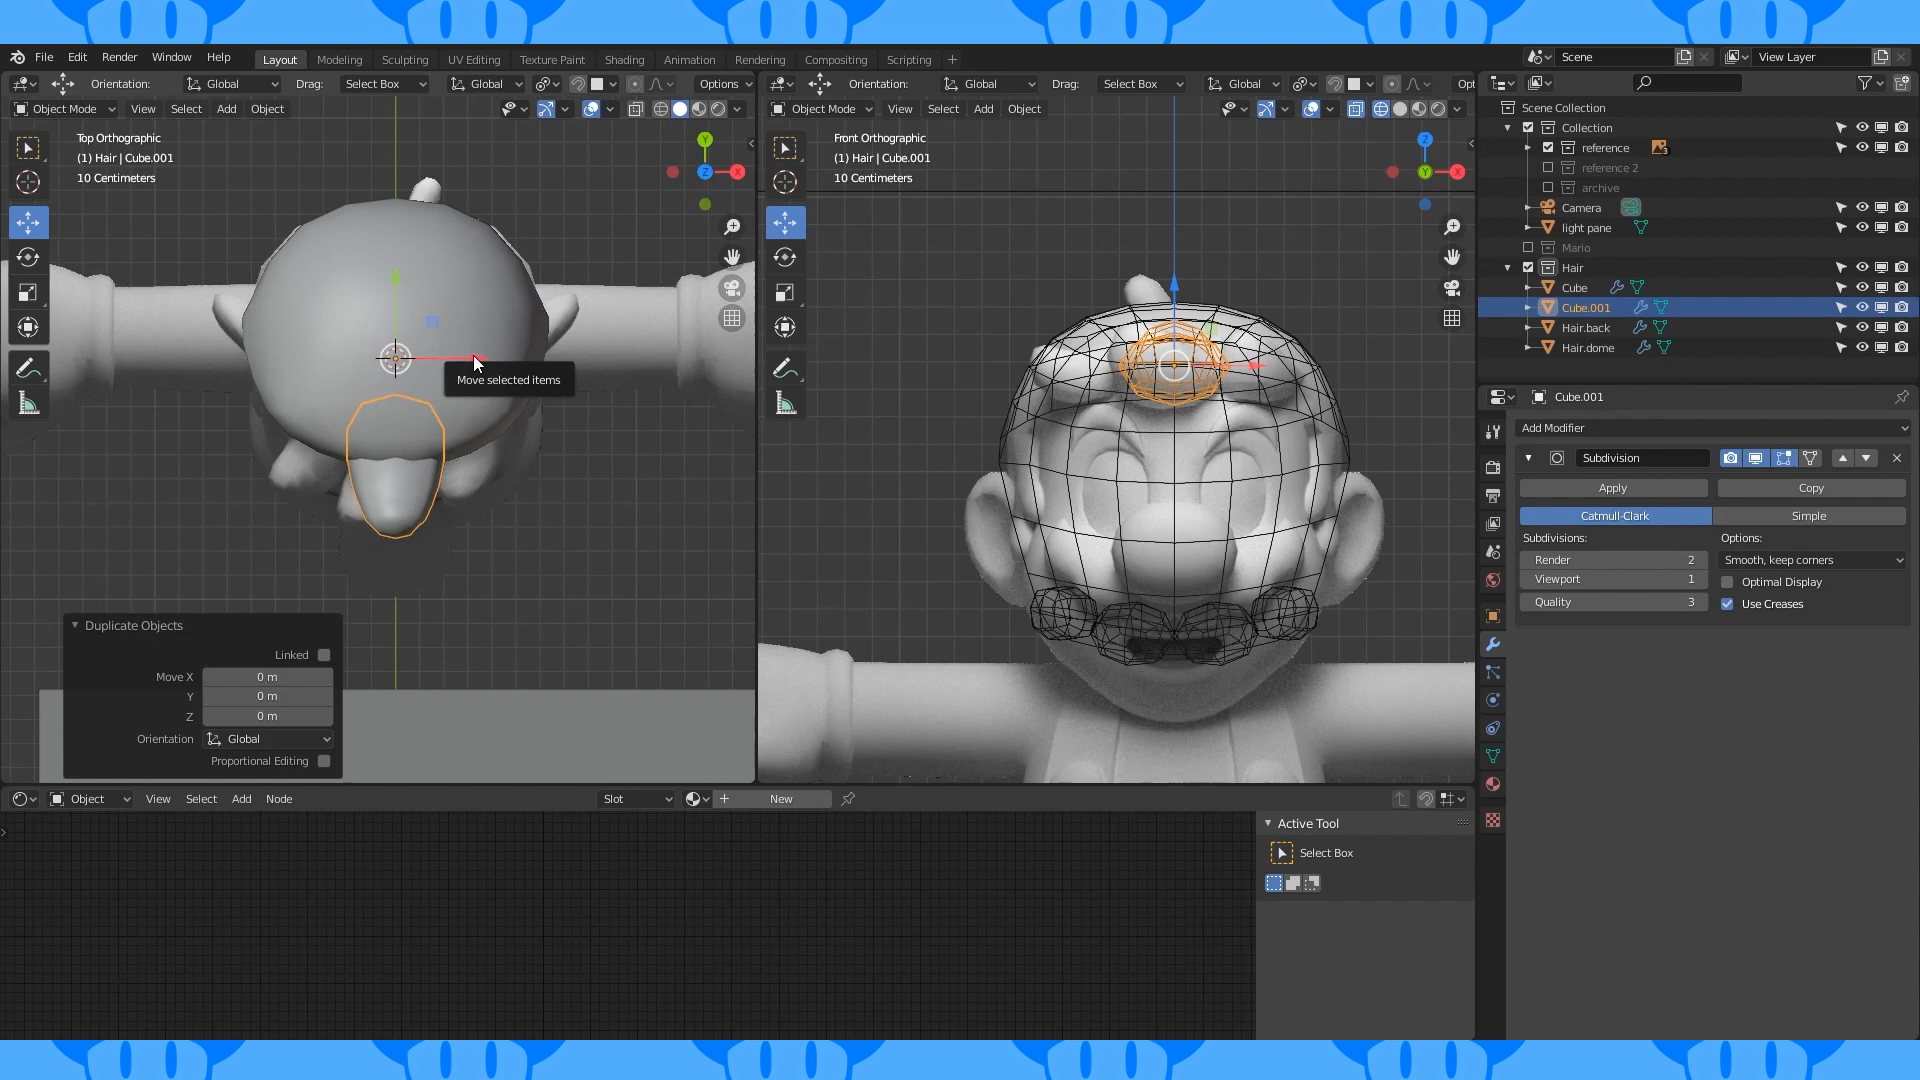 File Edit Render Window Help Layout Modeling Sculpting UV Editing Texture Paint Shading Animation Rendering Compositing Scripting + Scene View Layer
Orientation: Global Drag: Select Box Global Options
Orientation: Global Drag: Select Box Global Opt
Object Mode View Select Add Object
Object Mode View Select Add Object
Top Orthographic
(1) Hair | Cube.001
10 Centimeters
Y
Z
X
Move selected items
Duplicate Objects
Linked
Move X 0 m
Y 0 m
Z 0 m
Orientation Global
Proportional Editing
Front Orthographic
(1) Hair | Cube.001
10 Centimeters
Z
Y
X
Scene Collection
Collection
reference 3
reference 2
archive
Camera
light pane
Mario
Hair
Cube
Cube.001
Hair.back
Hair.dome
Cube.001
Add Modifier
Subdivision
Apply Copy
Catmull-Clark Simple
Subdivisions: Options:
Render 2 Smooth, keep corners
Viewport 1 Optimal Display
Quality 3 Use Creases
Object View Select Add Node Slot + New
Active Tool
Select Box